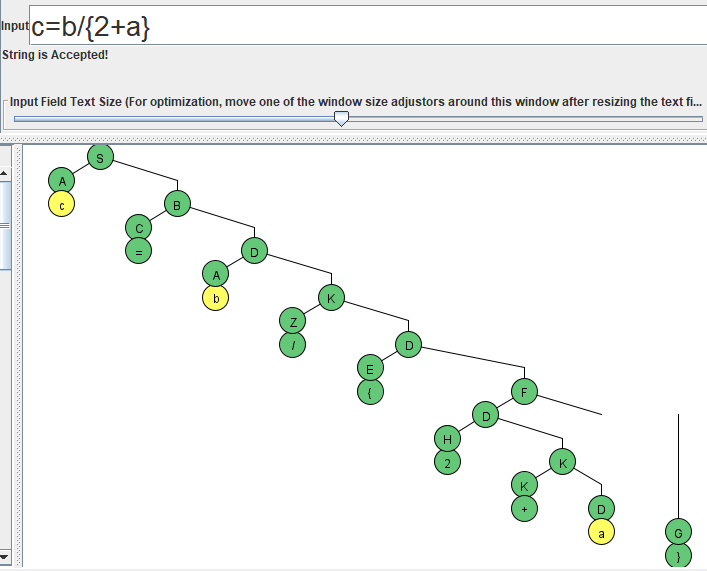 Input c=b/{2+a}
String is Accepted!
Input Field Text Size (For optimization, move one of the window size adjustors around this window after resizing the text fi...
S
A
c
B
C
=
D
A
b
K
Z
/
D
E
{
F
D
H
2
K
K
+
D
a
G
}